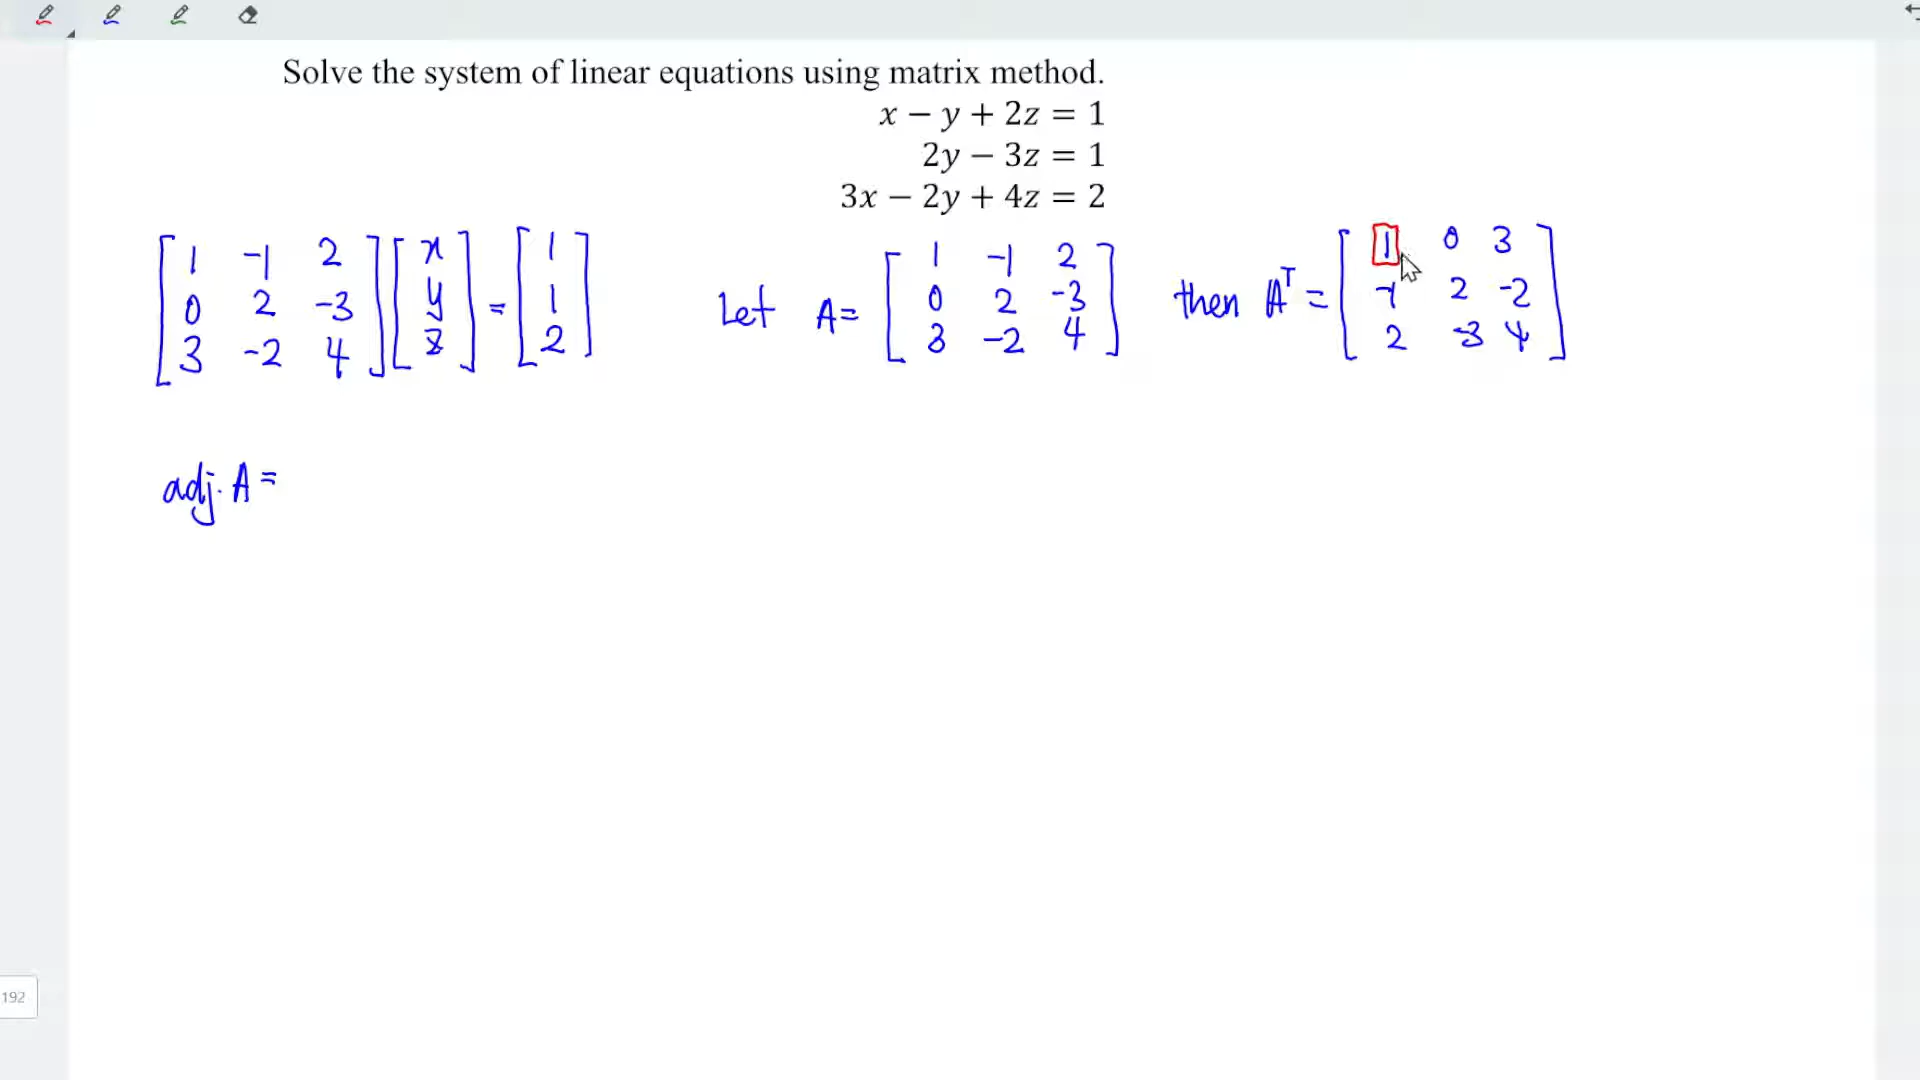 Solve the system of linear equations using matrix method.
x − y + 2z = 1
2y − 3z = 1
3x − 2y + 4z = 2
[1 -1 2; 0 2 -3; 3 -2 4] [x; y; z] = [1; 1; 2]
Let A = [1 -1 2; 0 2 -3; 3 -2 4]
then A^T = [1 0 3; -1 2 -2; 2 -3 4]
adj. A =
192